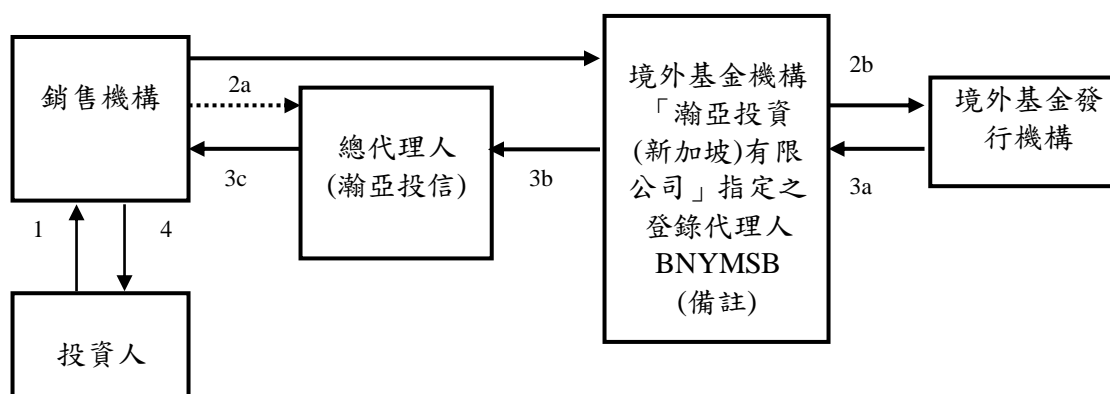 銷售機構
2a
總代理人
(瀚亞投信)
3c
3b
境外基金機構
「瀚亞投資
(新加坡)有限
公司」指定之
登錄代理人
BNYMSB
(備註)
2b
3a
境外基金發
行機構
1
4
投資人